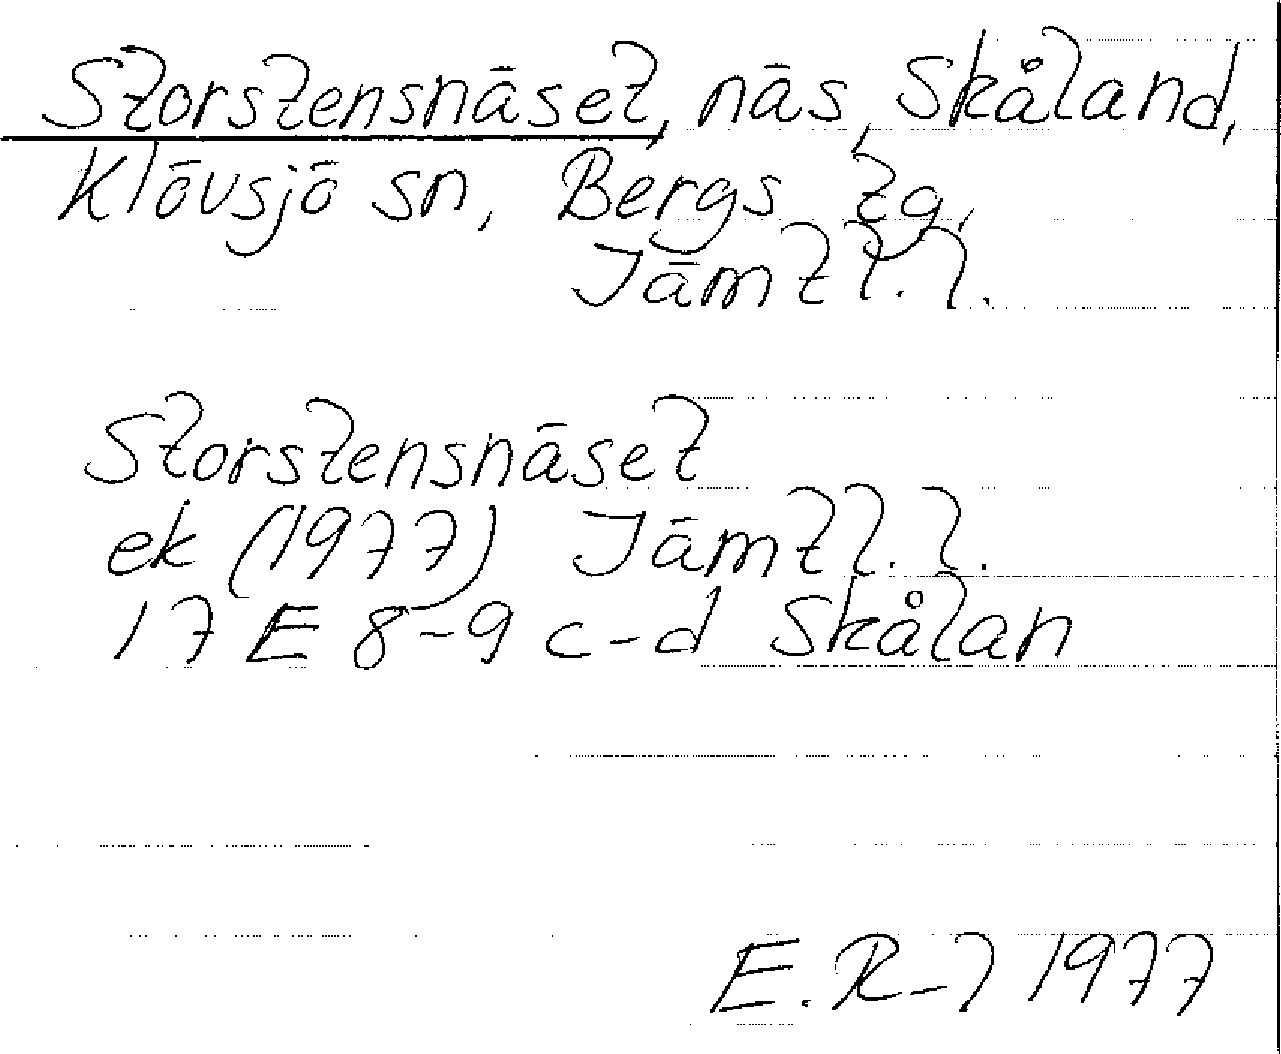 Storstensnäset, näs, Skåland,
Klövsjö sn, Bergs tg,
Jämtl.l.
Storstensnäset
ek (1977) Jämtl.l.
17 E 8-9 c-d Skålan
E.R-l 1977